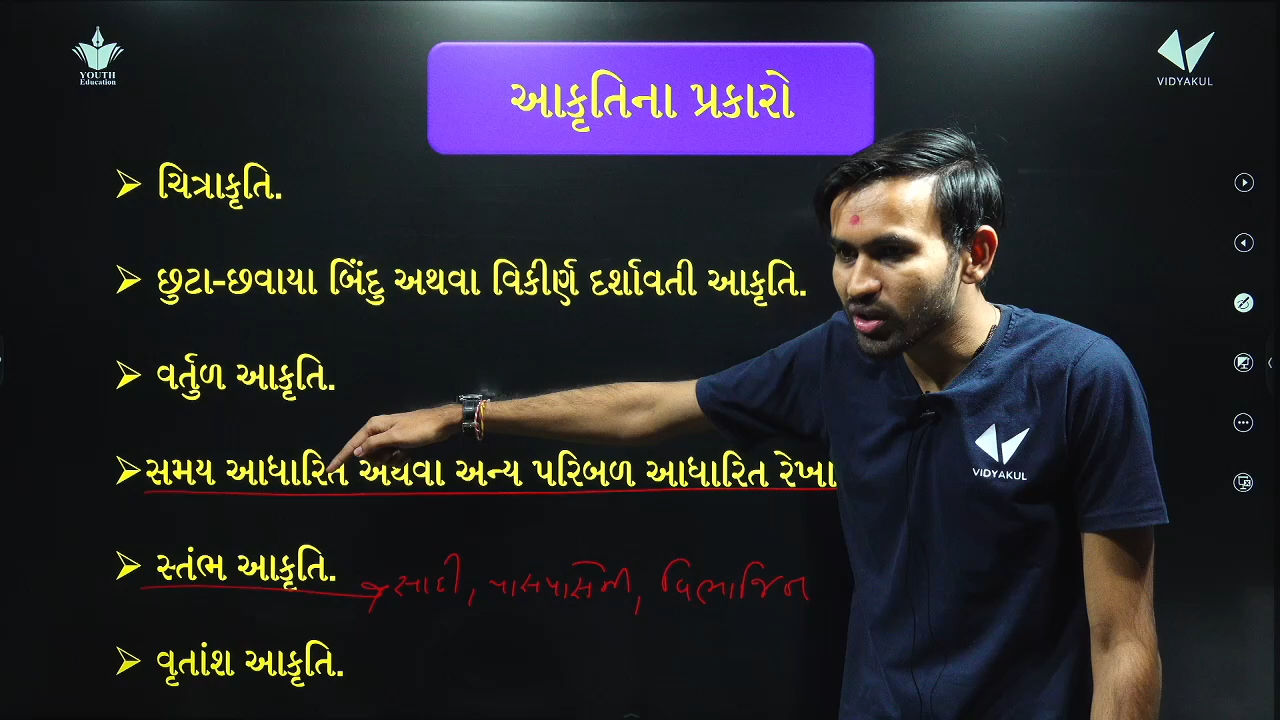 YOUTH
Education
VIDYAKUL
આકૃતિના પ્રકારો
➢ ચિત્રાકૃતિ.
➢ છુટા-છવાયા બિંદુ અથવા વિકીર્ણ દર્શાવતી આકૃતિ.
➢ વર્તુળ આકૃતિ.
➢ સમય આધારિત અથવા અન્ય પરિબળ આધારિત રેખા
VIDYAKUL
➢ સ્તંભ આકૃતિ.
સાદી, પાસપાસેની, વિભાજિત
➢ વૃતાંશ આકૃતિ.